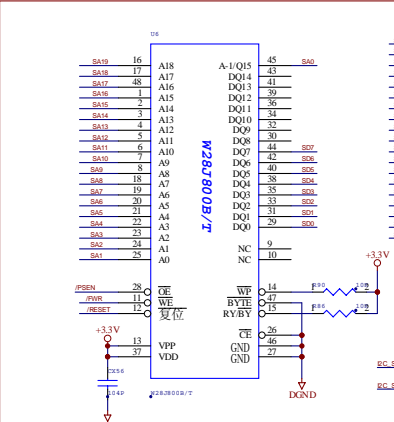 U6
SA19 16 A18 A-1/Q15 45 SA0
SA18 17 A17 DQ14 43
SA17 48 A16 DQ13 41
SA16 1 A15 DQ12 39
SA15 2 A14 DQ11 36
SA14 3 A13 DQ10 34
SA13 4 A12 DQ9 32
SA12 5 A11 DQ8 30
SA11 6 A10 DQ7 44 SD7
SA10 7 A9 DQ6 42 SD6
SA9 8 A8 DQ5 40 SD5
SA8 18 A7 DQ4 38 SD4
SA7 19 A6 DQ3 35 SD3
SA6 20 A5 DQ2 33 SD2
SA5 21 A4 DQ1 31 SD1
SA4 22 A3 DQ0 29 SD0
SA3 23 A2
SA2 24 A1 NC 9
SA1 25 A0 NC 10
W28J800B/T
+3.3V
/PSEN 28 OE WP 14 1 R90 2
/FWR 11 WE BYTE 47
/RESET 12 复位 RY/BY 15 1 R86 2
+3.3V
CE 26
13 VPP GND 46
37 VDD GND 27
CX56
104P
W28J800B/T
DGND
I2C_S
I2C_S